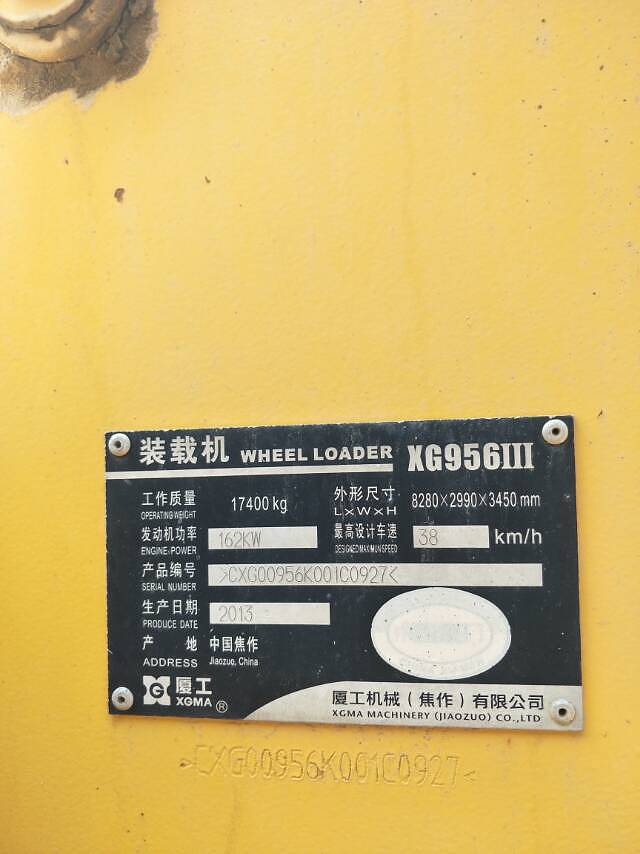 装载机 WHEEL LOADER XG956III
工作质量 17400 kg 外形尺寸 8280×2990×3450 mm
OPERATING WEIGHT L×W×H
发动机功率 162KW 最高设计车速 38 km/h
ENGINE-POWER DESIGNED MAXIMUM SPEED
产品编号 >CXG00956K001C0927<
SERIAL NUMBER
生产日期 2013
PRODUCE DATE
产 地 中国焦作
ADDRESS Jiaozuo, China
厦工 厦工机械(焦作)有限公司
XGMA ® XGMA MACHINERY (JIAOZUO) CO.,LTD
>CXG00956K001C0927<